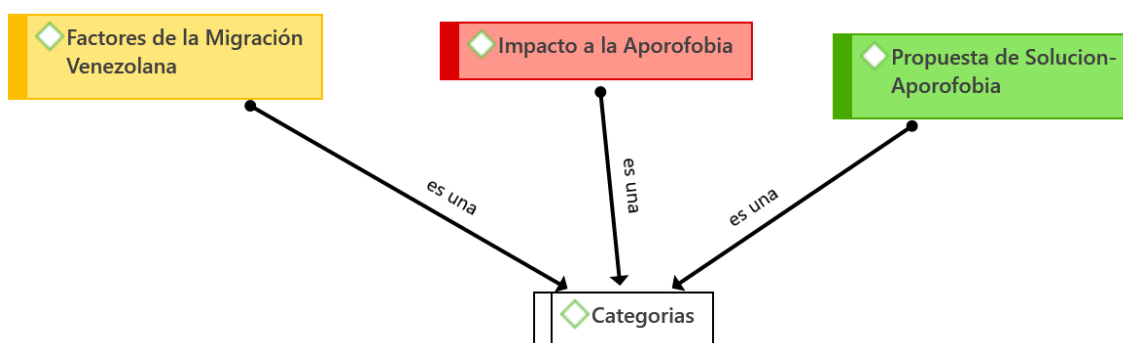 Factores de la Migración
Venezolana
Impacto a la Aporofobia
Propuesta de Solucion-
Aporofobia
es una
es una
es una
Categorias